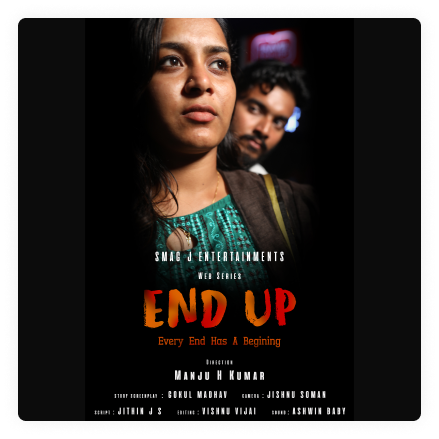 SMAC J ENTERTAINMENTS
WEB SERIES
END UP
Every End Has A Begining
DIRECTION
MANJU H KUMAR
STORY SCREENPLAY : GOKUL MADHAV CAMERA : JISHNU SOMAN
SCRIPT : JITHIN J S EDITING : VISHNU VIJAI SOUND : ASHWIN BABY